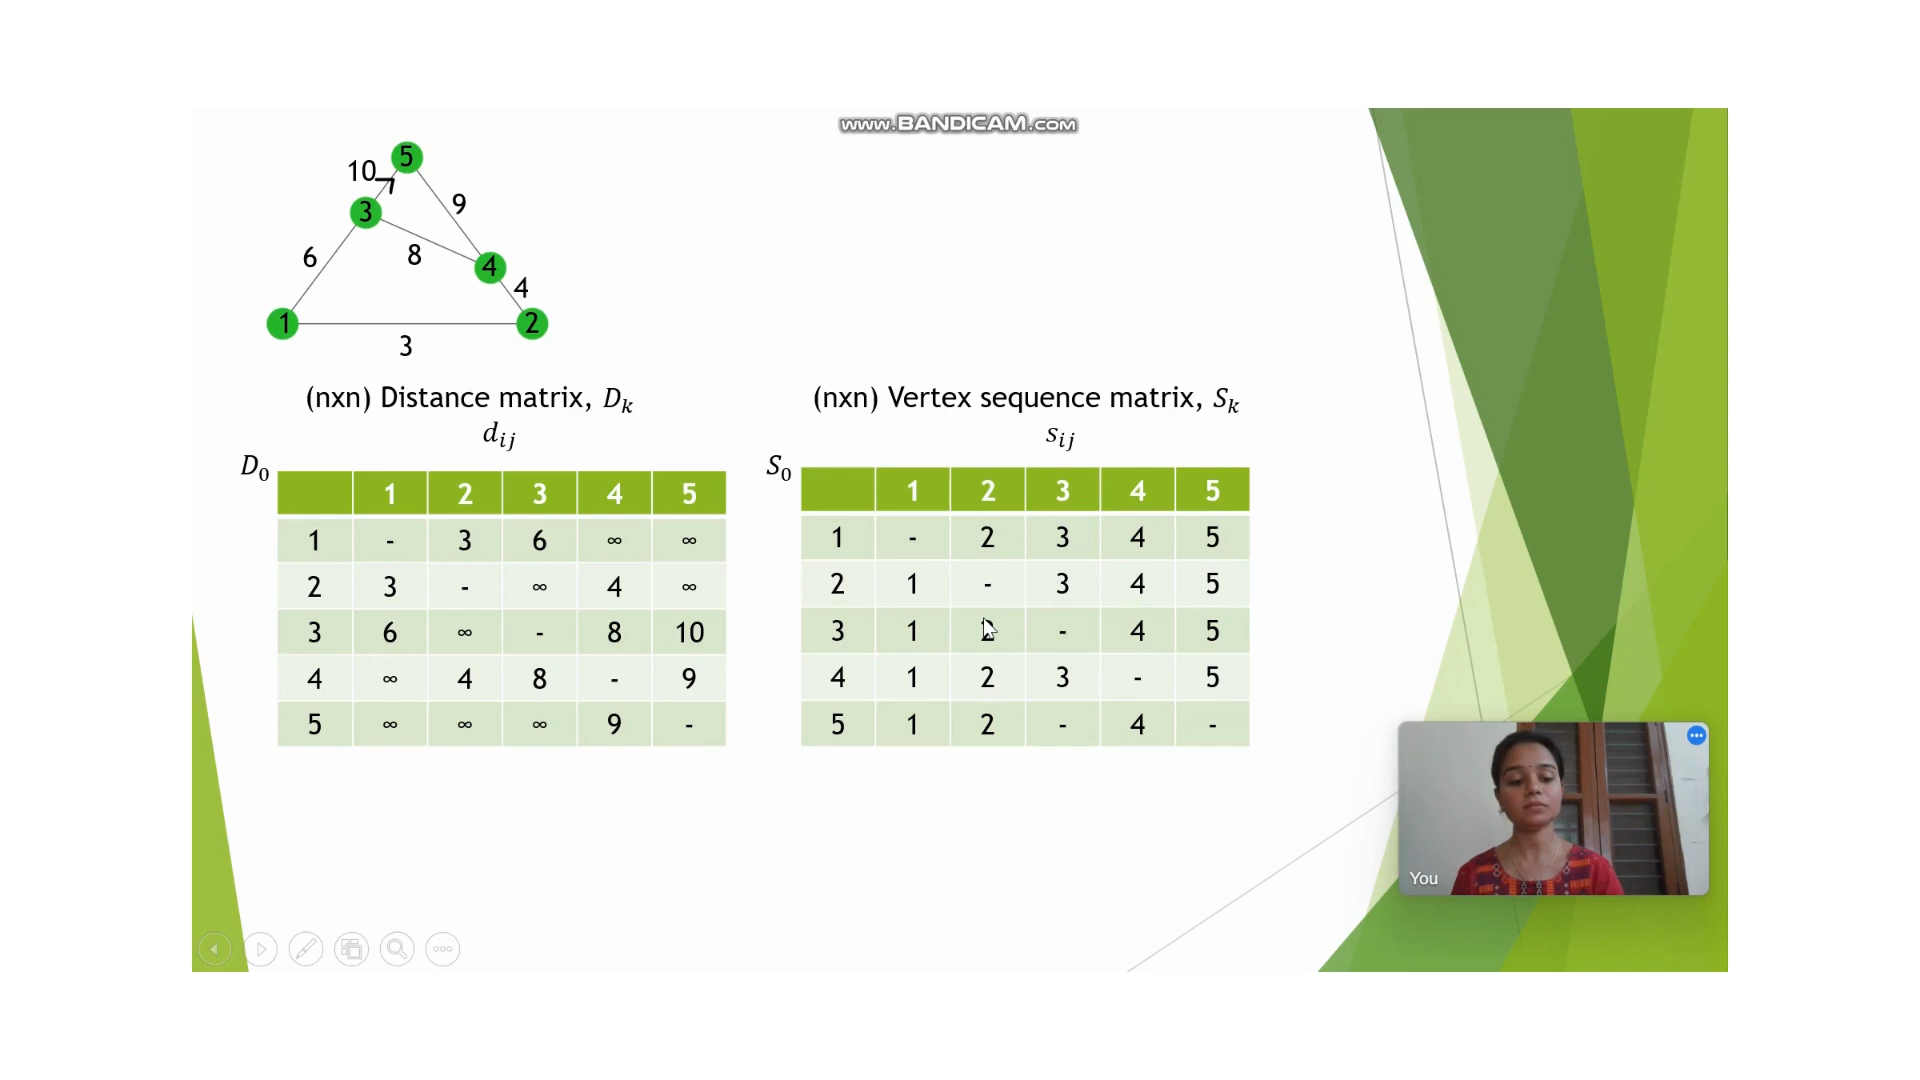 www.BANDICAM.com
5
10
9
3
6
8
4
4
1
2
3
(nxn) Distance matrix, D_k
d_ij
D_0
1 2 3 4 5
1 - 3 6 ∞ ∞
2 3 - ∞ 4 ∞
3 6 ∞ - 8 10
4 ∞ 4 8 - 9
5 ∞ ∞ ∞ 9 -
(nxn) Vertex sequence matrix, S_k
s_ij
S_0
1 2 3 4 5
1 - 2 3 4 5
2 1 - 3 4 5
3 1 2 - 4 5
4 1 2 3 - 5
5 1 2 - 4 -
You